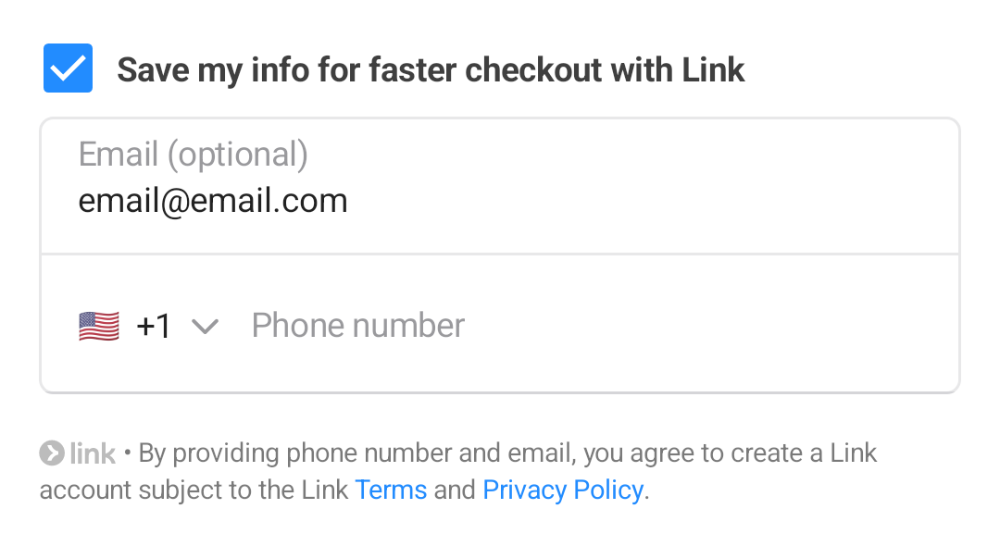 Save my info for faster checkout with Link
Email (optional)
email@email.com
+1 Phone number
link • By providing phone number and email, you agree to create a Link
account subject to the Link Terms and Privacy Policy.